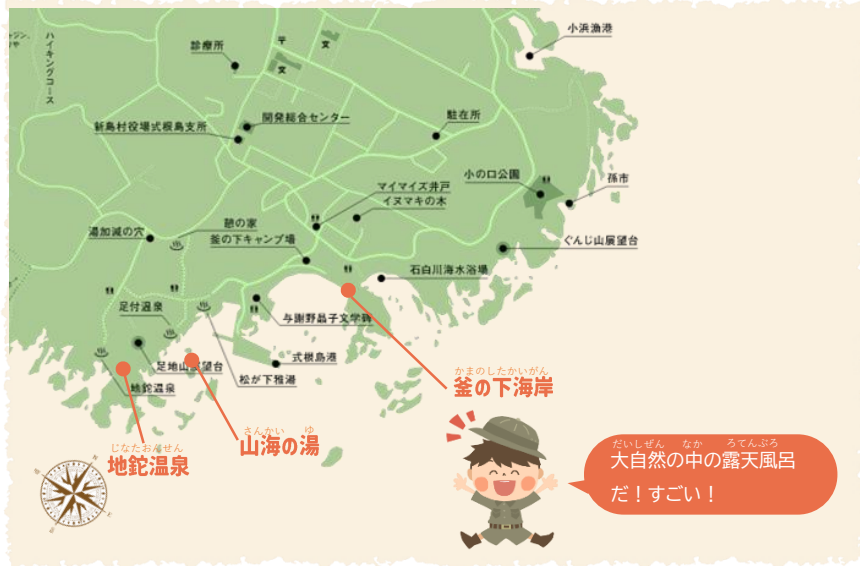 小浜漁港
ハイキングコース
〒
文
診療所
文
開発総合センター
駐在所
新島村役場式根島支所
小の口公園
孫市
マイマイズ井戸
イヌマキの木
憩の家
湯加減の穴
釜の下キャンプ場
ぐんじ山展望台
石白川海水浴場
足付温泉
与謝野晶子文学碑
式根島港
足地山展望台
松が下雅湯
地鉈温泉
かまのしたかいがん
釜の下海岸
さんかい ゆ
山海の湯
じなたおんせん
地鉈温泉
だいしぜん なか ろてんぶろ
大自然の中の露天風呂
だ！すごい！